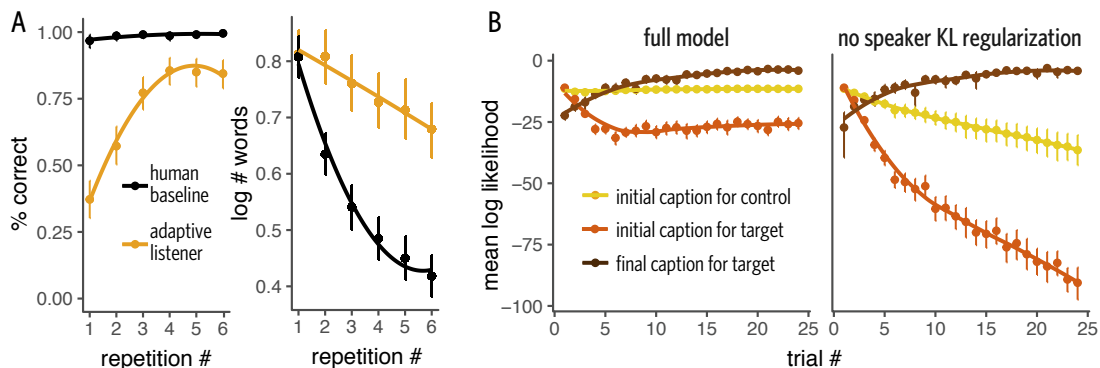 A
% correct
1.00
0.75
0.50
0.25
0.00
human
baseline
adaptive
listener
1 2 3 4 5 6
repetition #
log # words
0.8
0.7
0.6
0.5
0.4
1 2 3 4 5 6
repetition #
B
full model
no speaker KL regularization
mean log likelihood
0
−25
−50
−75
−100
initial caption for control
initial caption for target
final caption for target
0 5 10 15 20 25
0 5 10 15 20 25
trial #